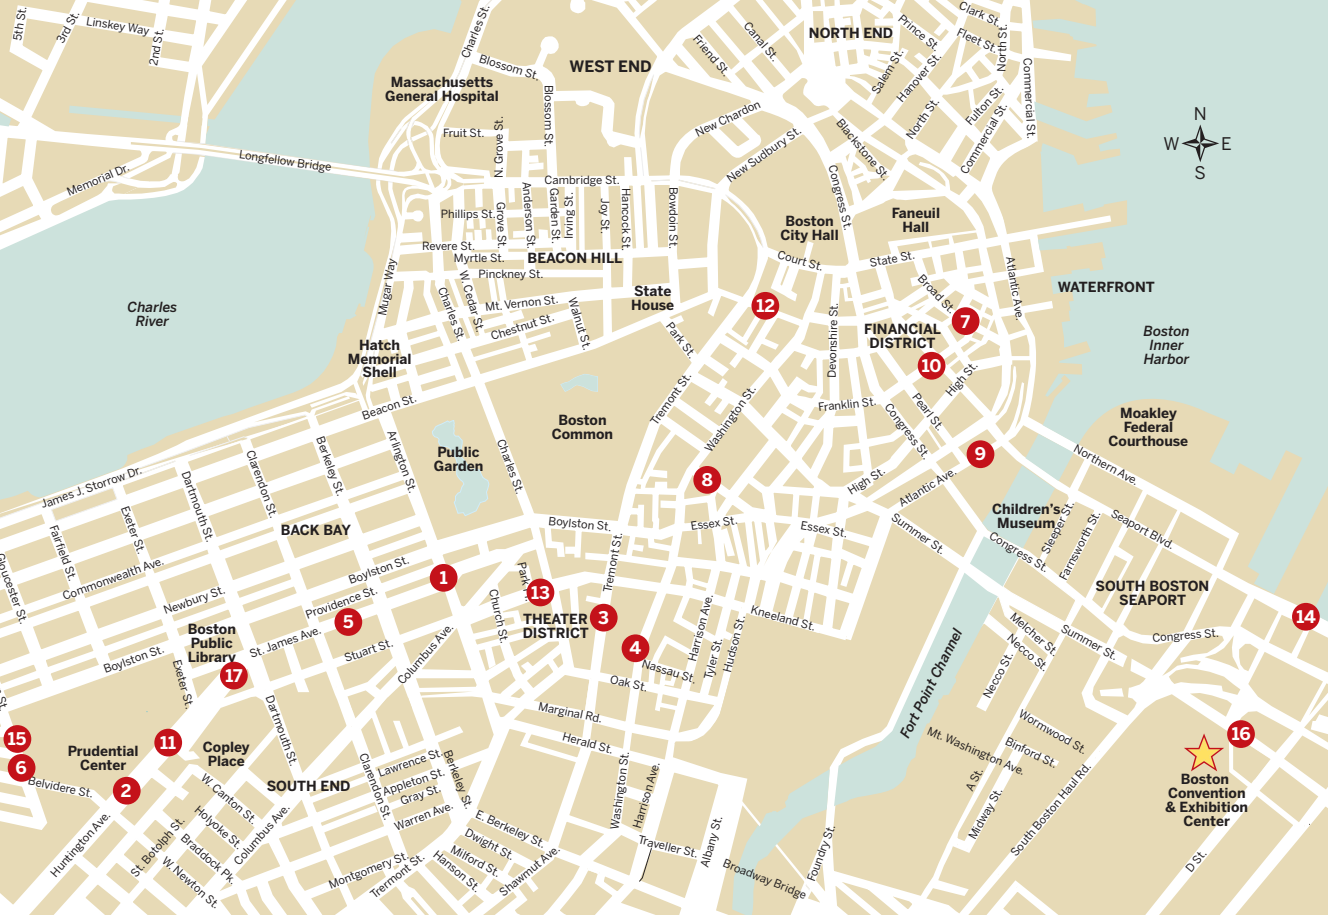 5th St.
3rd St.
Linskey Way
2nd St.
Charles St.
Blossom St.
WEST END
Friend St.
Canal St.
NORTH END
Prince St.
Clark St.
Fleet St.
North St.
Salem St.
Hanover St.
Commercial St.
Massachusetts
General Hospital
Blossom St.
Fruit St.
N. Grove St.
New Chardon
New Sudbury St.
Blackstone St.
North St.
Fulton St.
Commercial St.
N
W
E
S
Longfellow Bridge
Memorial Dr.
Cambridge St.
Phillips St.
Grove St.
Anderson St.
Garden St.
Irving St.
Joy St.
Hancock St.
Bowdoin St.
Congress St.
Boston
City Hall
Faneuil
Hall
Revere St.
Myrtle St.
BEACON HILL
Pinckney St.
Court St.
State St.
Atlantic Ave.
WATERFRONT
Mugar Way
W. Cedar St.
Charles St.
Mt. Vernon St.
Chestnut St.
Walnut St.
State
House
Park St.
12
Broad St.
7
FINANCIAL
DISTRICT
Devonshire St.
10
High St.
Charles
River
Boston
Inner
Harbor
Hatch
Memorial
Shell
Beacon St.
Tremont St.
Washington St.
Franklin St.
Pearl St.
Congress St.
Boston
Common
Public
Garden
Moakley
Federal
Courthouse
9
Northern Ave.
James J. Storrow Dr.
Clarendon St.
Berkeley St.
Arlington St.
Charles St.
8
High St.
Atlantic Ave.
Dartmouth St.
Exeter St.
Fairfield St.
Gloucester St.
BACK BAY
Boylston St.
Essex St.
Essex St.
Summer St.
Children's
Museum
Sleeper St.
Farnsworth St.
Seaport Blvd.
Congress St.
SOUTH BOSTON
SEAPORT
Commonwealth Ave.
Newbury St.
Boylston St.
Providence St.
1
Church St.
13
Tremont St.
3
THEATER
DISTRICT
4
Harrison Ave.
Tyler St.
Hudson St.
Kneeland St.
14
Congress St.
Boston
Public
Library
5
St. James Ave.
Stuart St.
Columbus Ave.
Boylston St.
Exeter St.
17
Nassau St.
Oak St.
Melcher St.
Necco St.
Necco St.
Summer St.
Fort Point Channel
Marginal Rd.
Herald St.
Dartmouth St.
15
6
Prudential
Center
11
Copley
Place
2
Belvidere St.
SOUTH END
W. Canton St.
Holyoke St.
Braddock Pk.
Columbus Ave.
St. Botolph St.
W. Newton St.
Huntington Ave.
Clarendon St.
Lawrence St.
Appleton St.
Gray St.
Warren Ave.
Berkeley St.
Montgomery St.
Tremont St.
E. Berkeley St.
Dwight St.
Milford St.
Hanson St.
Shawmut Ave.
Washington St.
Harrison Ave.
Traveller St.
Albany St.
Broadway Bridge
Foundry St.
Mt. Washington Ave.
Wormwood St.
Binford St.
A St.
Midway St.
South Boston Haul Rd.
16
Boston
Convention
& Exhibition
Center
D St.